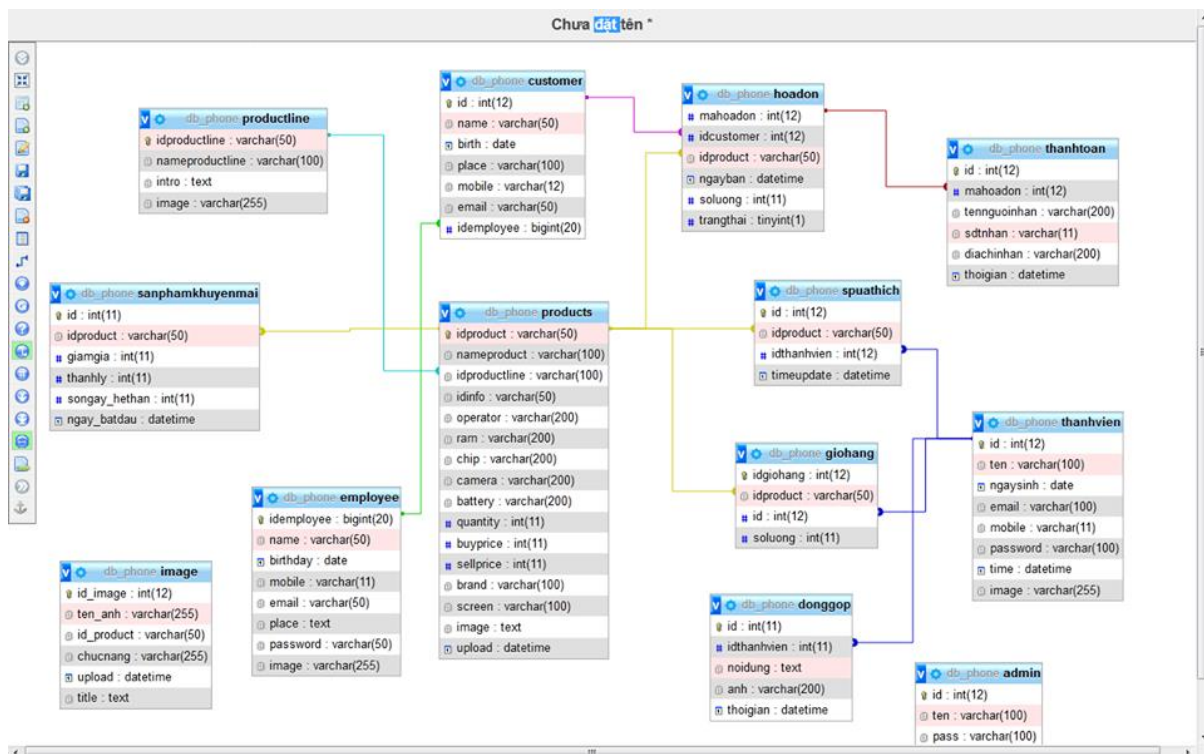 Chưa đặt tên *
db_phone productline
idproductline : varchar(50)
nameproductline : varchar(100)
intro : text
image : varchar(255)
db_phone customer
id : int(12)
name : varchar(50)
birth : date
place : varchar(100)
mobile : varchar(12)
email : varchar(50)
idemployee : bigint(20)
db_phone hoadon
mahoadon : int(12)
idcustomer : int(12)
idproduct : varchar(50)
ngayban : datetime
soluong : int(11)
trangthai : tinyint(1)
db_phone thanhtoan
id : int(12)
mahoadon : int(12)
tennguoinhan : varchar(200)
sdtnhan : varchar(11)
diachinhan : varchar(200)
thoigian : datetime
db_phone sanphamkhuyenmai
id : int(11)
idproduct : varchar(50)
giamgia : int(11)
thanhly : int(11)
songay_hethan : int(11)
ngay_batdau : datetime
db_phone products
idproduct : varchar(50)
nameproduct : varchar(100)
idproductline : varchar(100)
idinfo : varchar(50)
operator : varchar(200)
ram : varchar(200)
chip : varchar(200)
camera : varchar(200)
battery : varchar(200)
quantity : int(11)
buyprice : int(11)
sellprice : int(11)
brand : varchar(100)
screen : varchar(100)
image : text
upload : datetime
db_phone spuathich
id : int(12)
idproduct : varchar(50)
idthanhvien : int(12)
timeupdate : datetime
db_phone thanhvien
id : int(12)
ten : varchar(100)
ngaysinh : date
email : varchar(100)
mobile : varchar(11)
password : varchar(100)
time : datetime
image : varchar(255)
db_phone giohang
idgiohang : int(12)
idproduct : varchar(50)
id : int(12)
soluong : int(11)
db_phone employee
idemployee : bigint(20)
name : varchar(50)
birthday : date
mobile : varchar(11)
email : varchar(50)
place : text
password : varchar(50)
image : varchar(255)
db_phone image
id_image : int(12)
ten_anh : varchar(255)
id_product : varchar(50)
chucnang : varchar(255)
upload : datetime
title : text
db_phone donggop
id : int(11)
idthanhvien : int(11)
noidung : text
anh : varchar(200)
thoigian : datetime
db_phone admin
id : int(12)
ten : varchar(100)
pass : varchar(100)